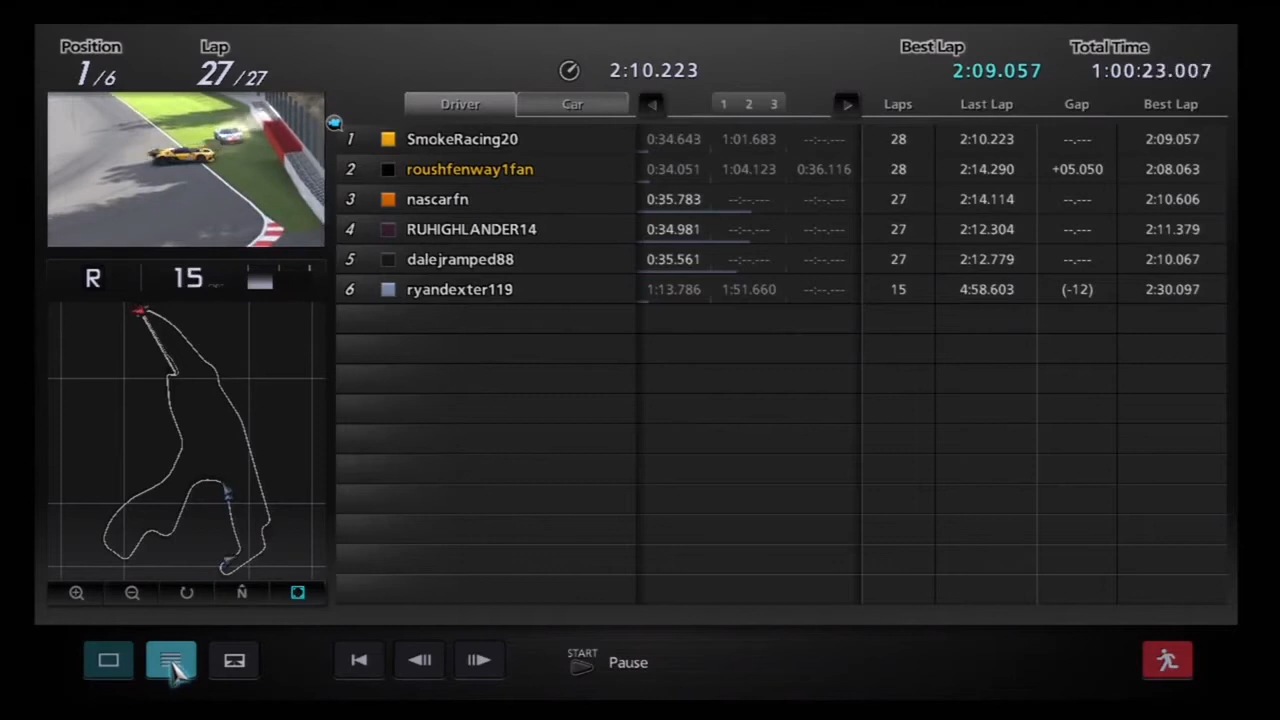 Position Lap Best Lap Total Time
1/6 27/27 2:10.223 2:09.057 1:00:23.007
Driver Car 1 2 3 Laps Last Lap Gap Best Lap
1 SmokeRacing20 0:34.643 1:01.683 --:--.--- 28 2:10.223 --.--- 2:09.057
2 roushfenway1fan 0:34.051 1:04.123 0:36.116 28 2:14.290 +05.050 2:08.063
3 nascarfn 0:35.783 --:--.--- --:--.--- 27 2:14.114 --.--- 2:10.606
4 RUHIGHLANDER14 0:34.981 --:--.--- --:--.--- 27 2:12.304 --.--- 2:11.379
5 dalejramped88 0:35.561 --:--.--- --:--.--- 27 2:12.779 --.--- 2:10.067
6 ryandexter119 1:13.786 1:51.660 --:--.--- 15 4:58.603 (-12) 2:30.097
R 15
N
START
Pause